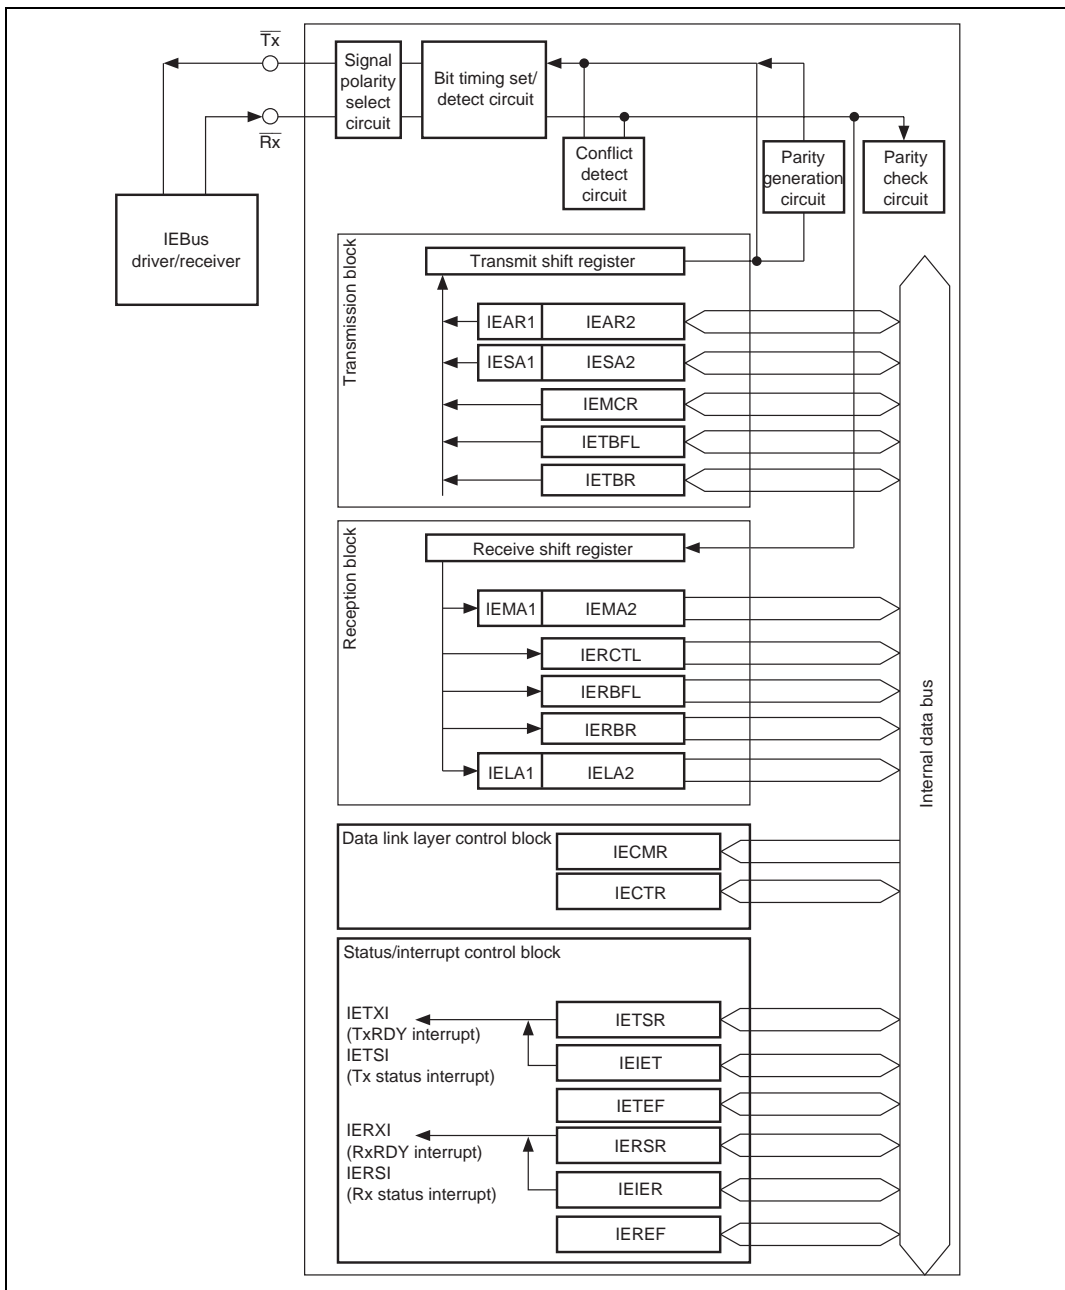 Tx
Rx
Signal
polarity
select
circuit
Bit timing set/
detect circuit
Conflict
detect
circuit
Parity
generation
circuit
Parity
check
circuit
IEBus
driver/receiver
Transmission block
Transmit shift register
IEAR1 IEAR2
IESA1 IESA2
IEMCR
IETBFL
IETBR
Reception block
Receive shift register
IEMA1 IEMA2
IERCTL
IERBFL
IERBR
IELA1 IELA2
Internal data bus
Data link layer control block
IECMR
IECTR
Status/interrupt control block
IETXI
(TxRDY interrupt)
IETSI
(Tx status interrupt)
IETSR
IEIET
IETEF
IERXI
(RxRDY interrupt)
IERSI
(Rx status interrupt)
IERSR
IEIER
IEREF